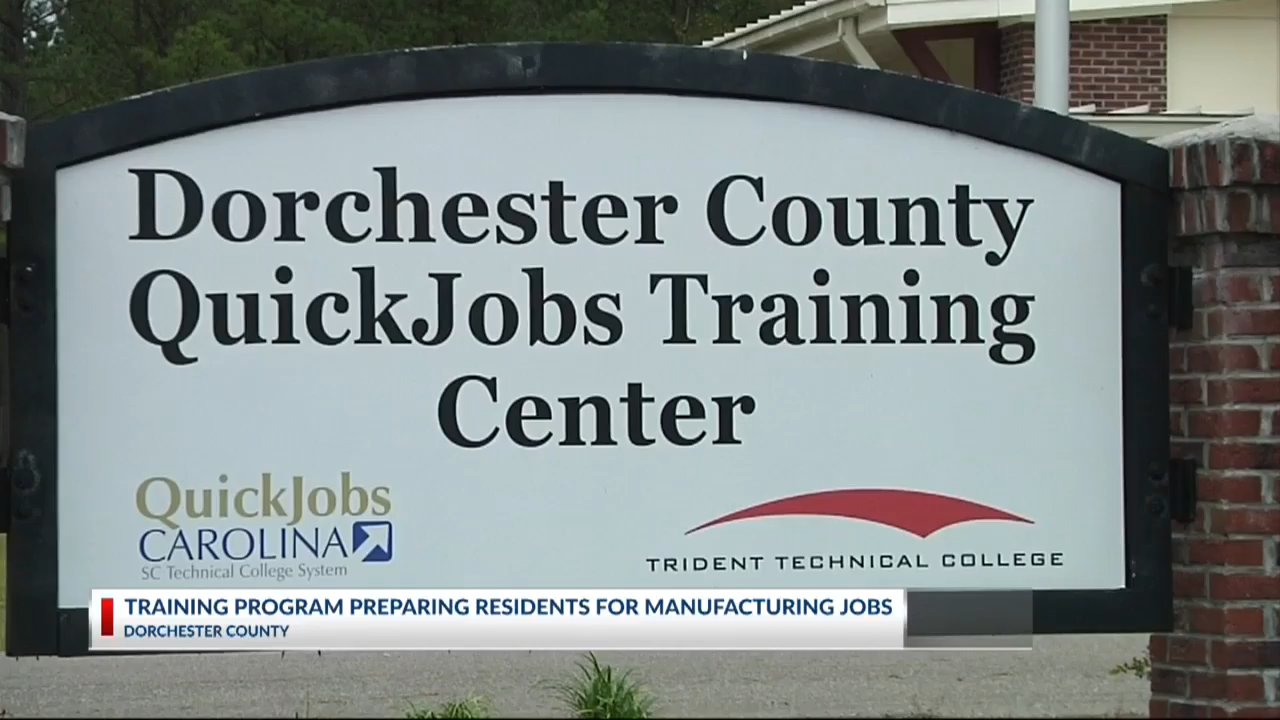 Dorchester County
QuickJobs Training
Center
QuickJobs
CAROLINA
SC Technical College System
TRIDENT TECHNICAL COLLEGE
TRAINING PROGRAM PREPARING RESIDENTS FOR MANUFACTURING JOBS
DORCHESTER COUNTY